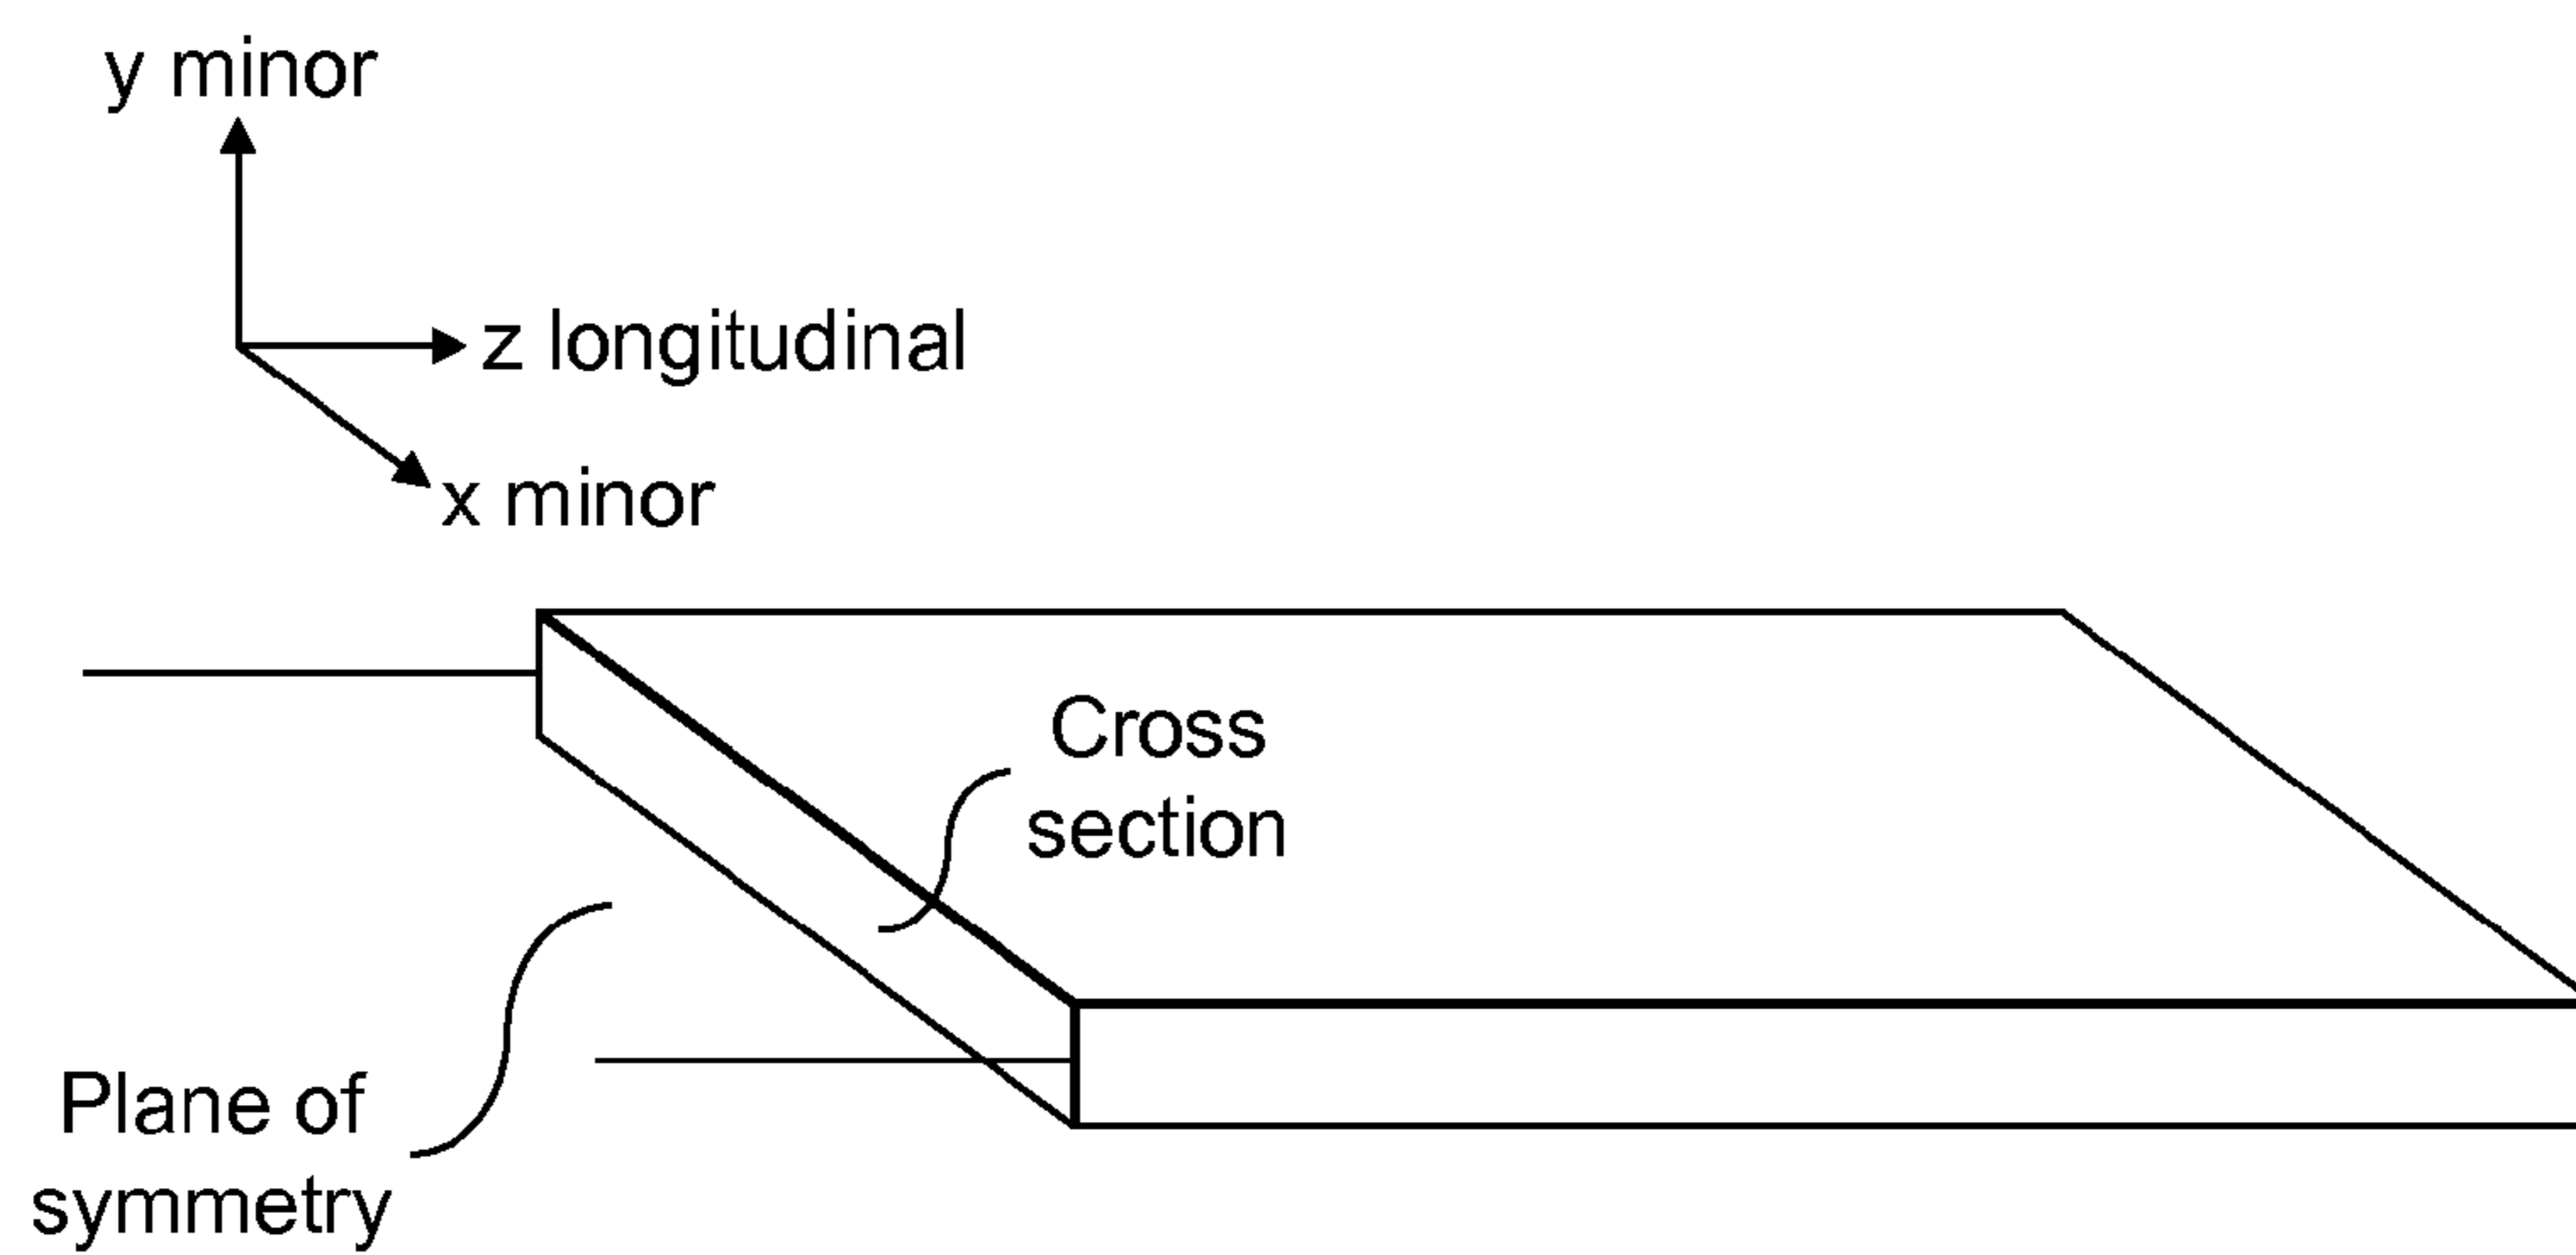 y minor
z longitudinal
x minor
Cross
section
Plane of
symmetry